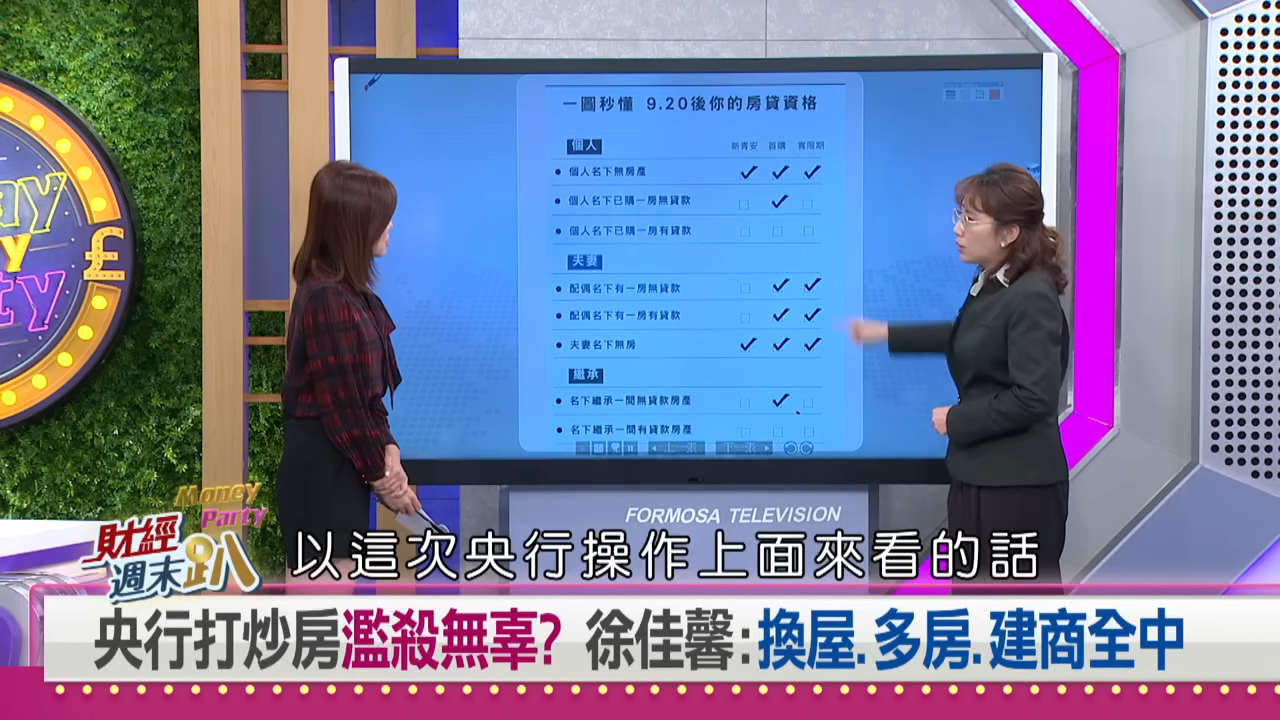 一圖秒懂 9.20後你的房貸資格
個人 新青安 首購 寬限期
個人名下無房產
個人名下已購一房無貸款
個人名下已購一房有貸款
夫妻
配偶名下有一房無貸款
配偶名下有一房有貸款
夫妻名下無房
繼承
名下繼承一間無貸款房產
名下繼承一間有貸款房產
上一張 下一張
FORMOSA TELEVISION
Money
Party
財經
週末趴
以這次央行操作上面來看的話
央行打炒房濫殺無辜? 徐佳馨:換屋.多房.建商全中